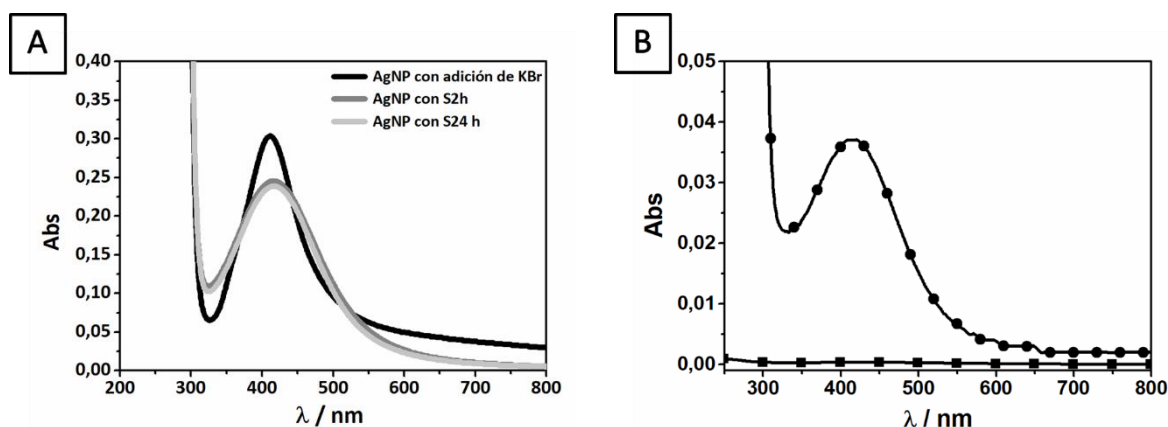 A
Abs
0,40
0,35
0,30
0,25
0,20
0,15
0,10
0,05
0,00
AgNP con adición de KBr
AgNP con S2h
AgNP con S24 h
200 300 400 500 600 700 800
λ / nm
B
Abs
0,05
0,04
0,03
0,02
0,01
0,00
300 400 500 600 700 800
λ / nm